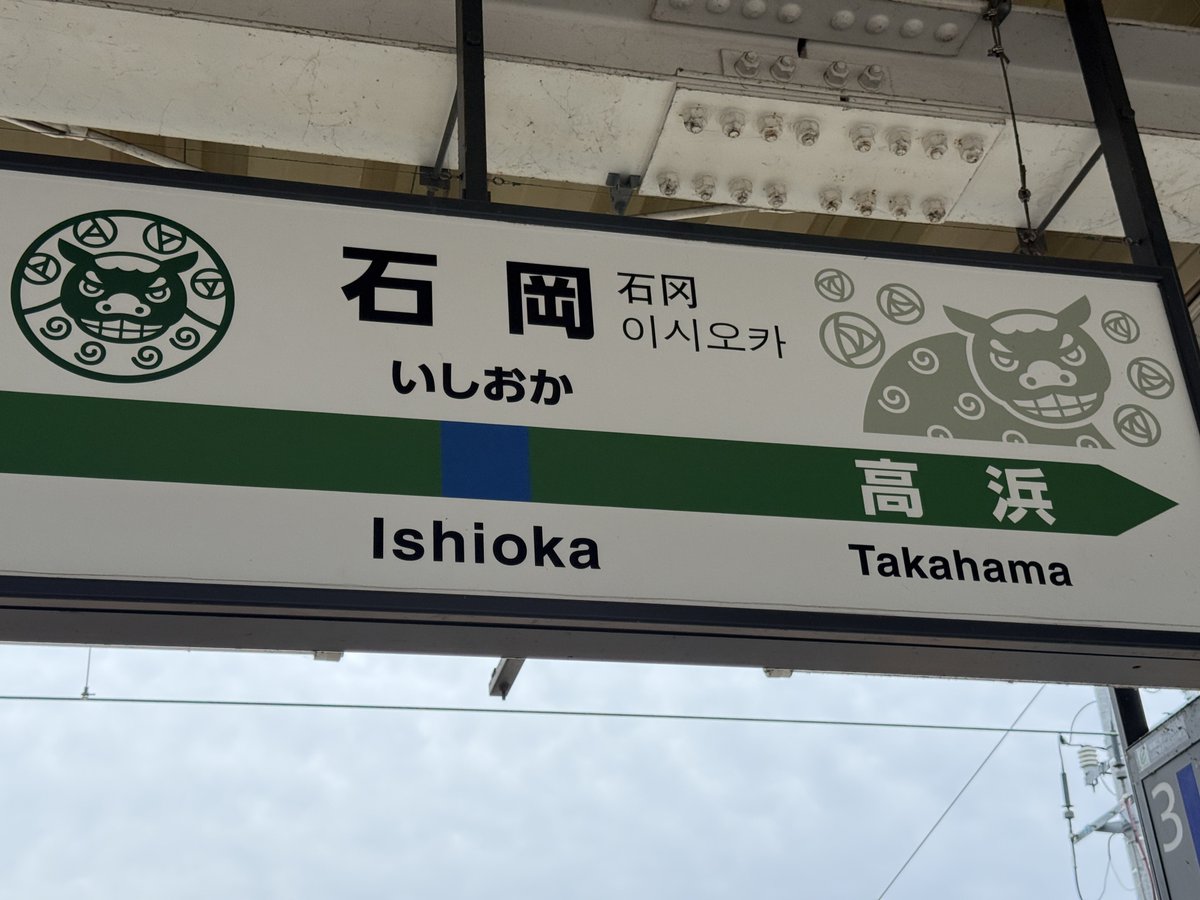 石岡
石冈
이시오카
いしおか
高浜
Ishioka
Takahama
3